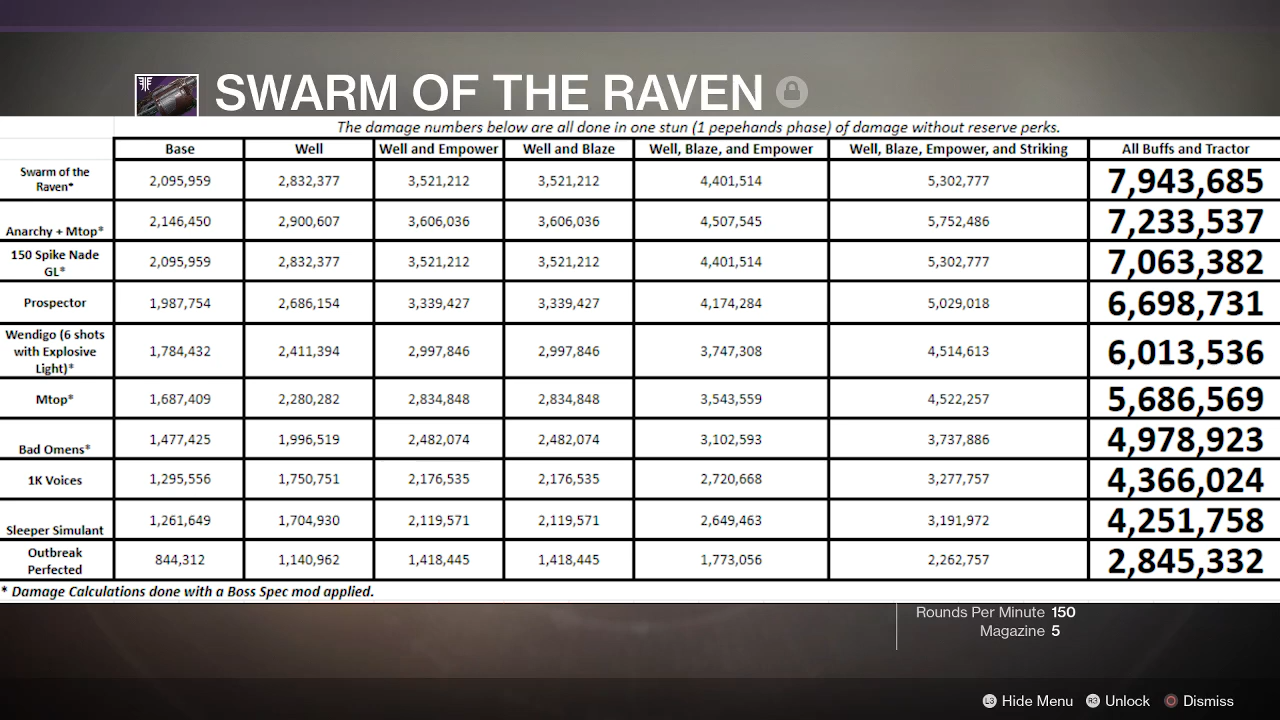 SWARM OF THE RAVEN
The damage numbers below are all done in one stun (1 pepehands phase) of damage without reserve perks.
Base Well Well and Empower Well and Blaze Well, Blaze, and Empower Well, Blaze, Empower, and Striking All Buffs and Tractor
Swarm of the
Raven* 2,095,959 2,832,377 3,521,212 3,521,212 4,401,514 5,302,777 7,943,685
Anarchy + Mtop* 2,146,450 2,900,607 3,606,036 3,606,036 4,507,545 5,752,486 7,233,537
150 Spike Nade
GL* 2,095,959 2,832,377 3,521,212 3,521,212 4,401,514 5,302,777 7,063,382
Prospector 1,987,754 2,686,154 3,339,427 3,339,427 4,174,284 5,029,018 6,698,731
Wendigo (6 shots
with Explosive
Light)* 1,784,432 2,411,394 2,997,846 2,997,846 3,747,308 4,514,613 6,013,536
Mtop* 1,687,409 2,280,282 2,834,848 2,834,848 3,543,559 4,522,257 5,686,569
Bad Omens* 1,477,425 1,996,519 2,482,074 2,482,074 3,102,593 3,737,886 4,978,923
1K Voices 1,295,556 1,750,751 2,176,535 2,176,535 2,720,668 3,277,757 4,366,024
Sleeper Simulant 1,261,649 1,704,930 2,119,571 2,119,571 2,649,463 3,191,972 4,251,758
Outbreak
Perfected 844,312 1,140,962 1,418,445 1,418,445 1,773,056 2,262,757 2,845,332
* Damage Calculations done with a Boss Spec mod applied.
Rounds Per Minute 150
Magazine 5
L3 Hide Menu R3 Unlock Dismiss